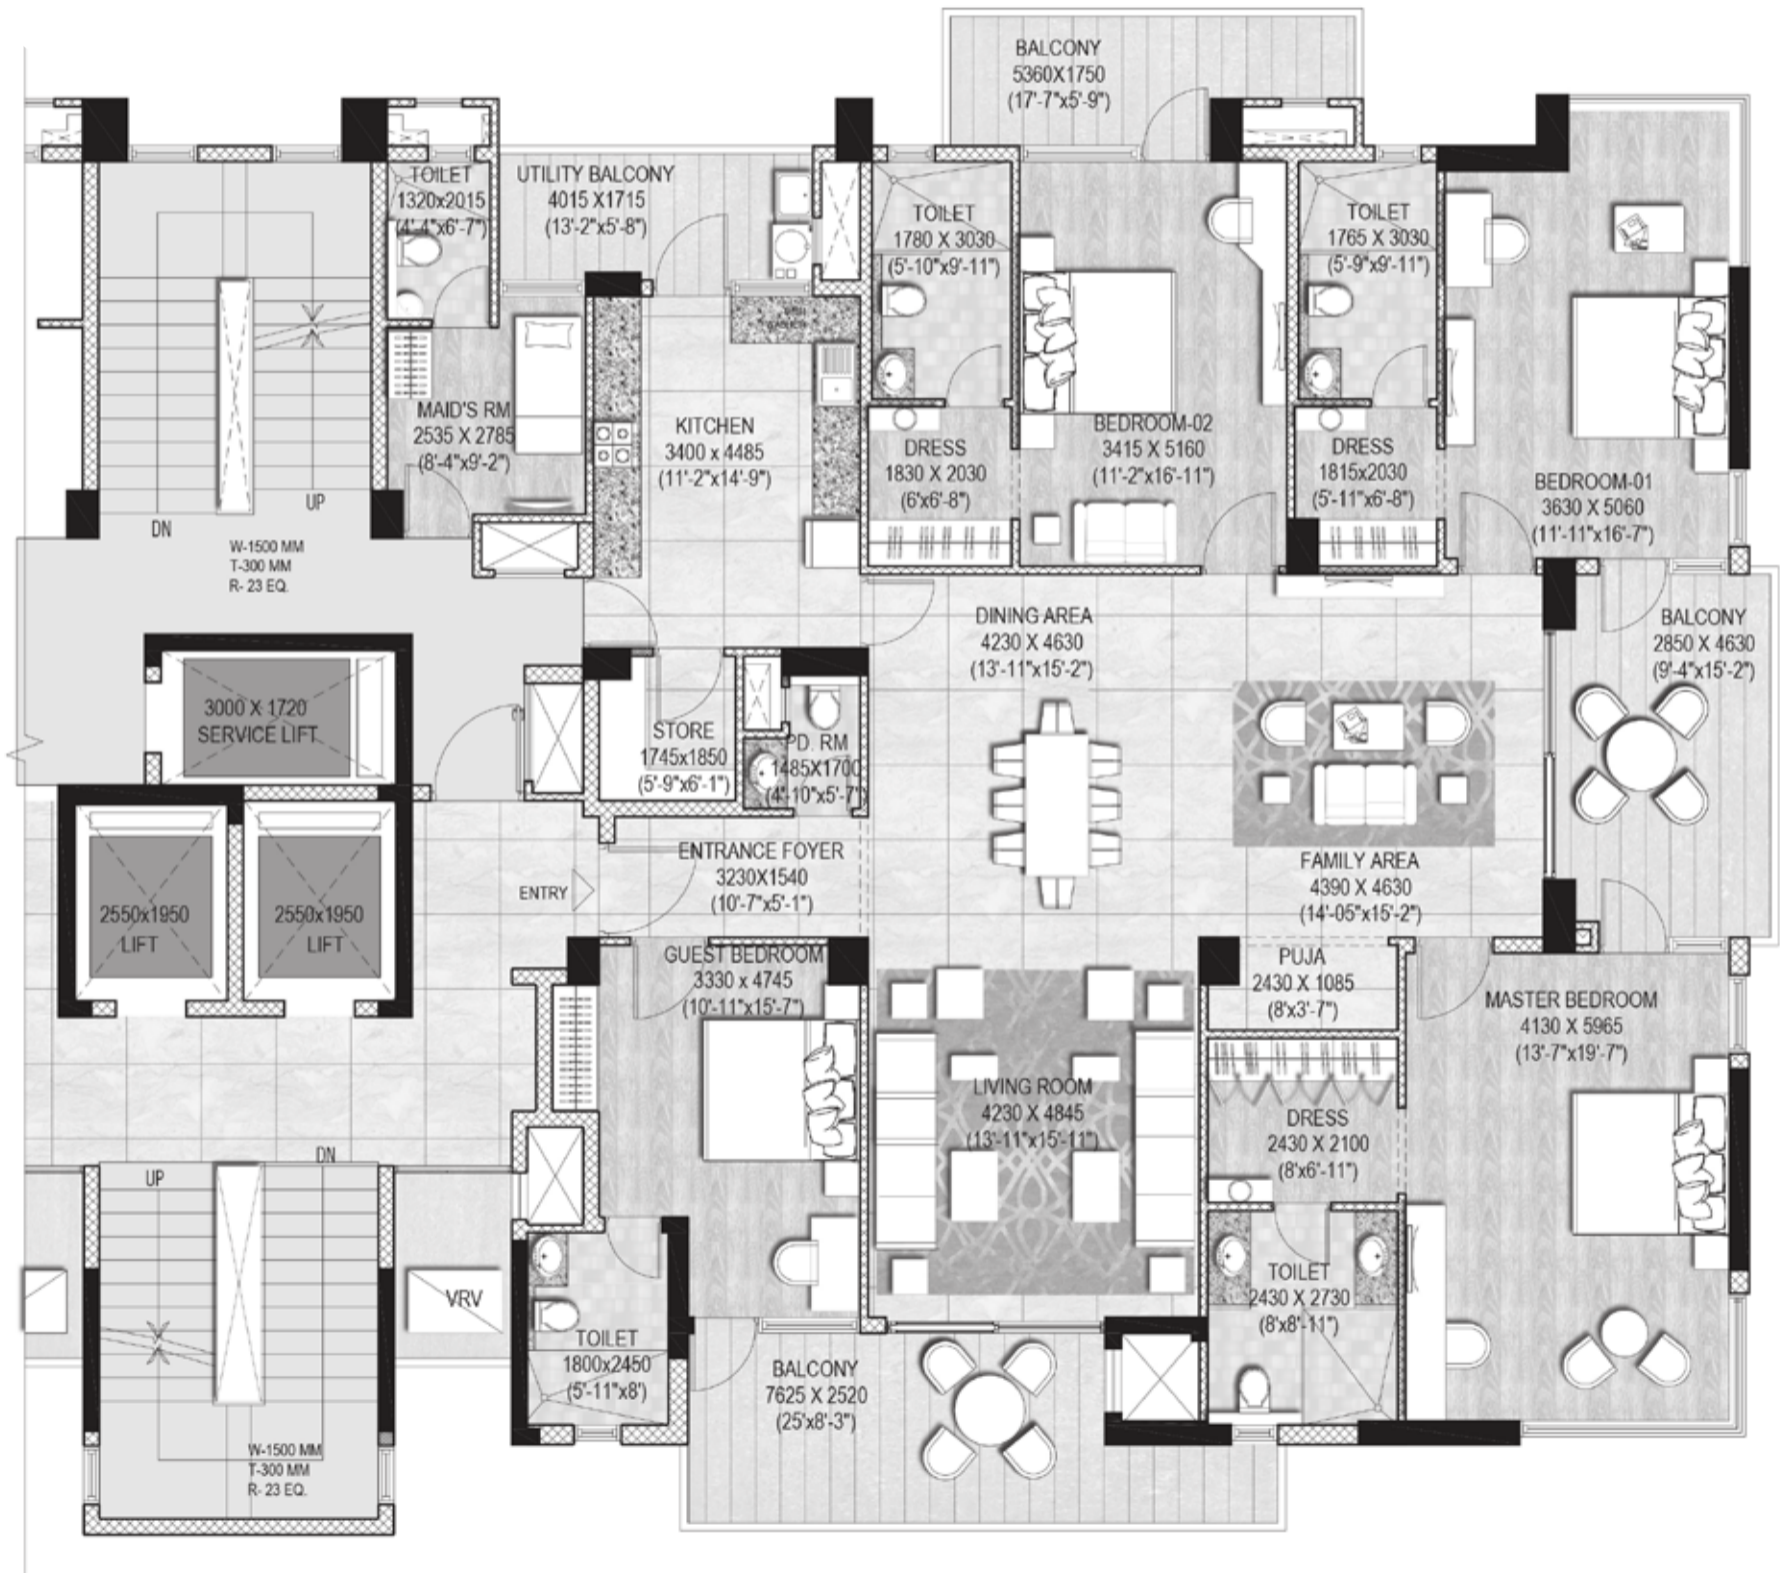 BALCONY
5360X1750
(17'-7"x5'-9")
TOILET
1320x2015
(4'-4"x6'-7")
UTILITY BALCONY
4015 X1715
(13'-2"x5'-8")
TOILET
1780 X 3030
(5'-10"x9'-11")
TOILET
1765 X 3030
(5'-9"x9'-11")
MAID'S RM
2535 X 2785
(8'-4"x9'-2")
KITCHEN
3400 x 4485
(11'-2"x14'-9")
DRESS
1830 X 2030
(6'x6'-8")
BEDROOM-02
3415 X 5160
(11'-2"x16'-11")
DRESS
1815x2030
(5'-11"x6'-8")
BEDROOM-01
3630 X 5060
(11'-11"x16'-7")
DN
UP
W-1500 MM
T-300 MM
R- 23 EQ.
DINING AREA
4230 X 4630
(13'-11"x15'-2")
BALCONY
2850 X 4630
(9'-4"x15'-2")
3000 X 1720
SERVICE LIFT
STORE
1745x1850
(5'-9"x6'-1")
PD. RM
1485X1700
(4'-10"x5'-7")
ENTRANCE FOYER
3230X1540
(10'-7"x5'-1")
ENTRY
FAMILY AREA
4390 X 4630
(14'-05"x15'-2")
2550x1950
LIFT
2550x1950
LIFT
GUEST BEDROOM
3330 x 4745
(10'-11"x15'-7")
PUJA
2430 X 1085
(8'x3'-7")
MASTER BEDROOM
4130 X 5965
(13'-7"x19'-7")
LIVING ROOM
4230 X 4845
(13'-11"x15'-11")
DRESS
2430 X 2100
(8'x6'-11")
UP
DN
VRV
TOILET
2430 X 2730
(8'x8'-11")
TOILET
1800x2450
(5'-11"x8')
BALCONY
7625 X 2520
(25'x8'-3")
W-1500 MM
T-300 MM
R- 23 EQ.